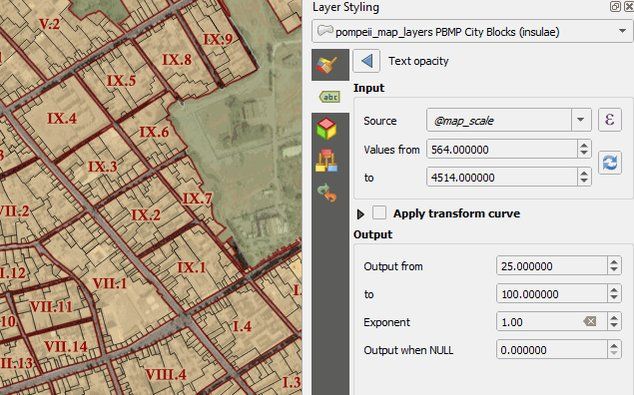 V.2
IX.9
IX.8
IX.5
IX.4
IX.6
IX.3
IX.7
VII.2
IX.2
IX.1
I.12
VII.1
VII.11
10
I.4
VII.14
II.13
VIII.4
I.3
Layer Styling
pompeii_map_layers PBMP City Blocks (insulae)
Text opacity
Input
abc
Source @map_scale ε
Values from 564.000000
to 4514.000000
Apply transform curve
Output
Output from 25.000000
to 100.000000
Exponent 1.00
Output when NULL 0.000000